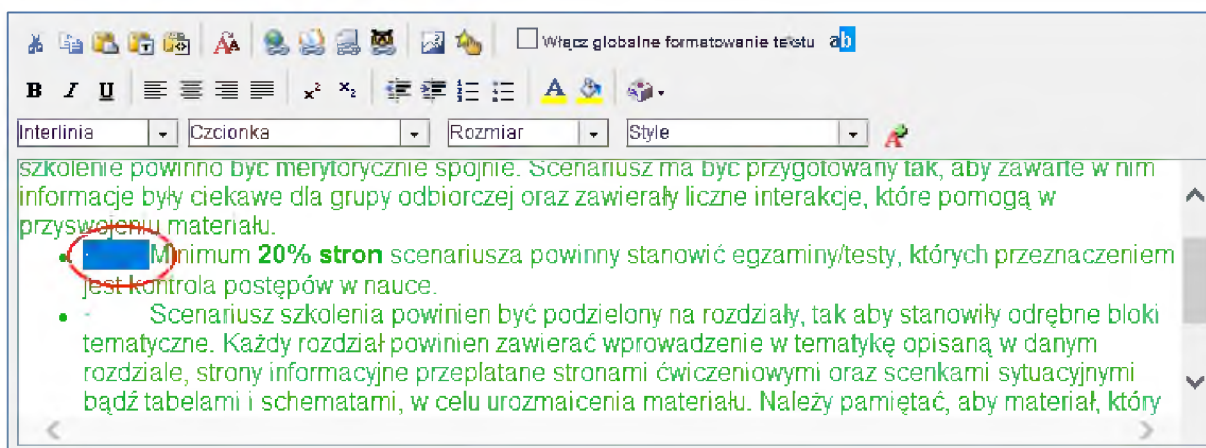 Włącz globalne formatowanie tekstu ab
B I U x² x₂ A
Interlinia Czcionka Rozmiar Style
szkolenie powinno być merytorycznie spójnie. Scenariusz ma być przygotowany tak, aby zawarte w nim
informacje były ciekawe dla grupy odbiorczej oraz zawierały liczne interakcje, które pomogą w
przyswojeniu materiału.
• · Minimum 20% stron scenariusza powinny stanowić egzaminy/testy, których przeznaczeniem
jest kontrola postępów w nauce.
• · Scenariusz szkolenia powinien być podzielony na rozdziały, tak aby stanowiły odrębne bloki
tematyczne. Każdy rozdział powinien zawierać wprowadzenie w tematykę opisaną w danym
rozdziale, strony informacyjne przeplatane stronami ćwiczeniowymi oraz scenkami sytuacyjnymi
bądź tabelami i schematami, w celu urozmaicenia materiału. Należy pamiętać, aby materiał, który